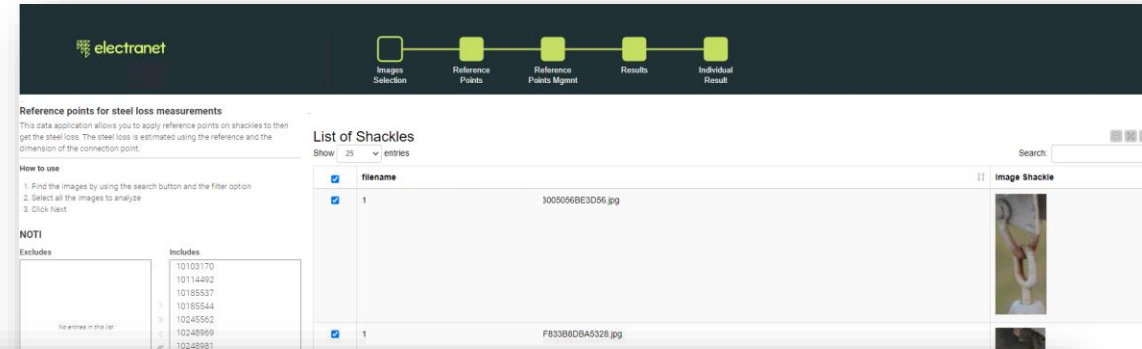 electranet
Images Selection
Reference Points
Reference Points Mgmnt
Results
Individual Result
Reference points for steel loss measurements
This data application allows you to apply reference points on shackles to then
get the steel loss. The steel loss is estimated using the reference and the
dimension of the connection point.
How to use
1. Find the images by using the search button and the filter option
2. Select all the images to analyze
3. Click Next
NOTI
Excludes
Includes
No entries in this list
10103170
10114492
10185537
10185544
10245562
10248969
10248981
List of Shackles
Show 25 entries
Search:
filename
Image Shackle
1 3005056BE3D56.jpg
1 F833B8DBA5328.jpg